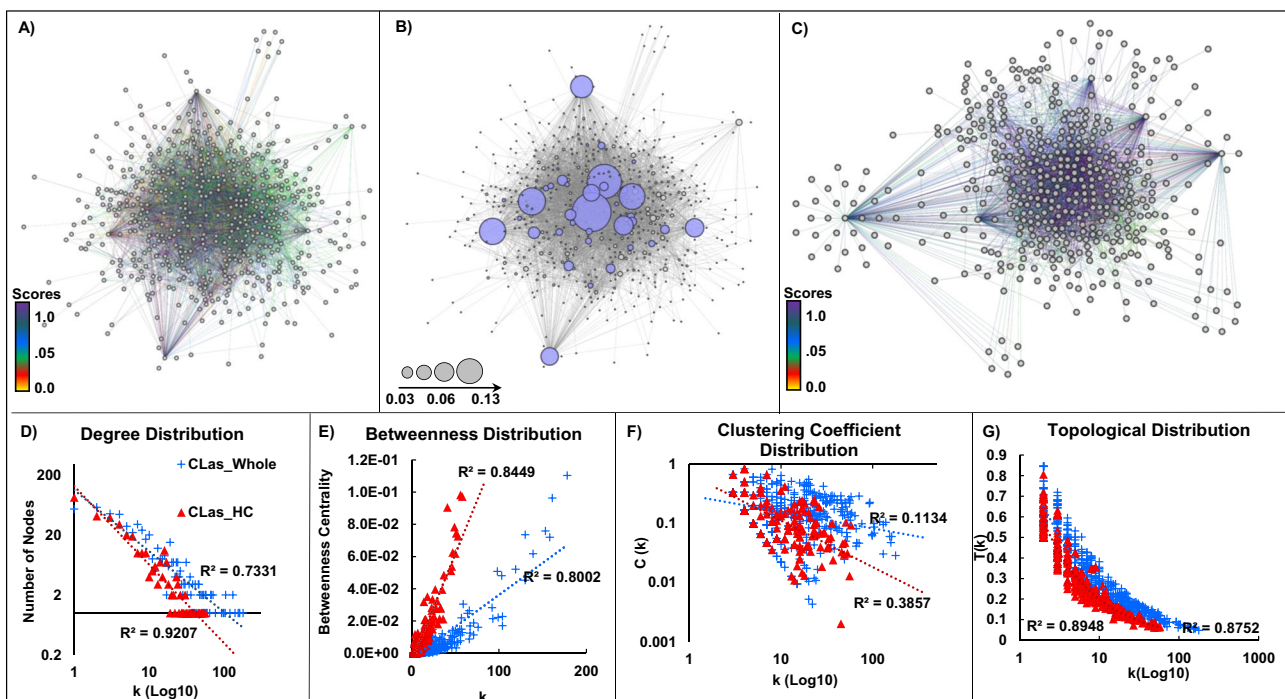 A)
Scores
1.0
.05
0.0
B)
0.03 0.06 0.13
C)
Scores
1.0
.05
0.0
D)
Degree Distribution
CLas_Whole
CLas_HC
200
20
2
0.2
Number of Nodes
R² = 0.7331
R² = 0.9207
1 10 100
k (Log10)
E)
Betweenness Distribution
1.2E-01
1.0E-01
8.0E-02
6.0E-02
4.0E-02
2.0E-02
0.0E+00
Betweenness Centrality
R² = 0.8449
R² = 0.8002
0 50 100 200
k
F)
Clustering Coefficient
Distribution
1
0.1
0.01
0.001
C (k)
R² = 0.1134
R² = 0.3857
10 100
k (Log10)
G)
Topological Distribution
0.9
0.8
0.7
0.6
0.5
0.4
0.3
0.2
0.1
0
T(k)
R² = 0.8948
R² = 0.8752
1 10 100 1000
k(Log10)